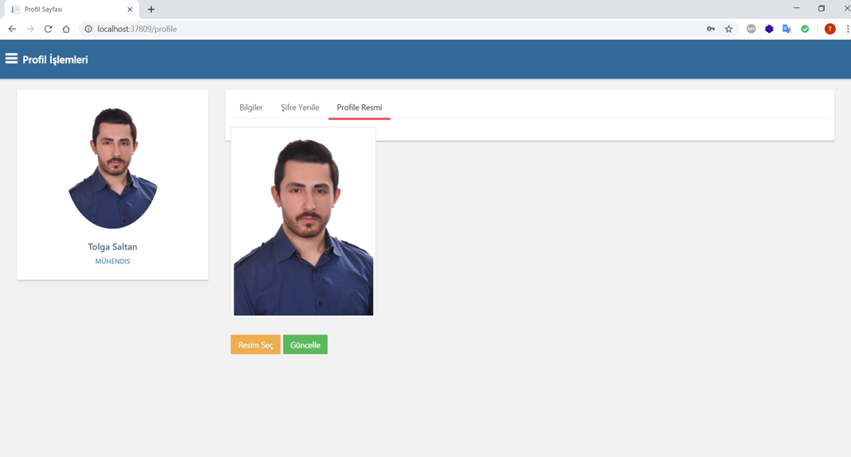 Profil Sayfası
localhost:37809/profile
T
Profil İşlemleri
Bilgiler Şifre Yenile Profile Resmi
Tolga Saltan
MÜHENDIS
Resim Seç Güncelle